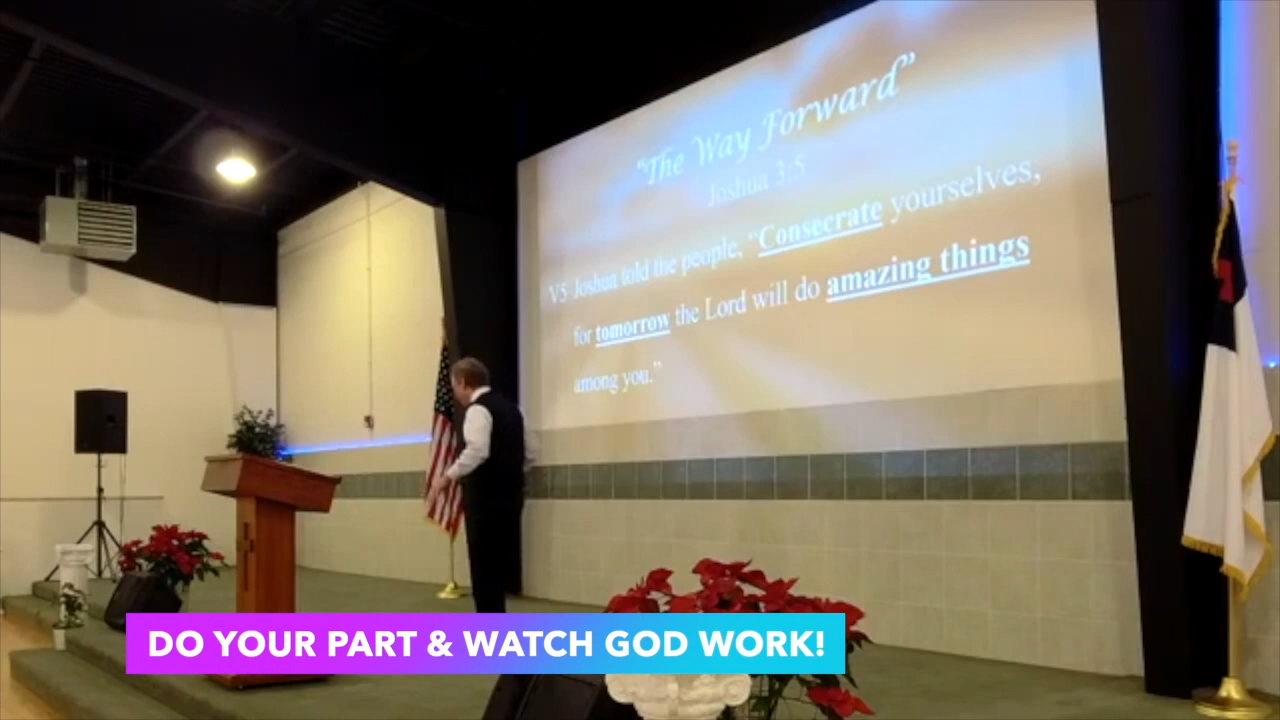 "The Way Forward"
Joshua 3:5
V5 Joshua told the people, "Consecrate yourselves,
for tomorrow the Lord will do amazing things
among you."
DO YOUR PART & WATCH GOD WORK!